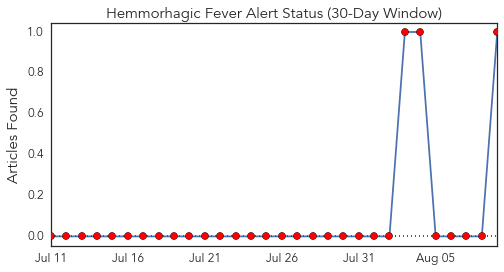 Hemmorhagic Fever Alert Status (30-Day Window)
Articles Found
1.0
0.8
0.6
0.4
0.2
0.0
Jul 11 Jul 16 Jul 21 Jul 26 Jul 31 Aug 05